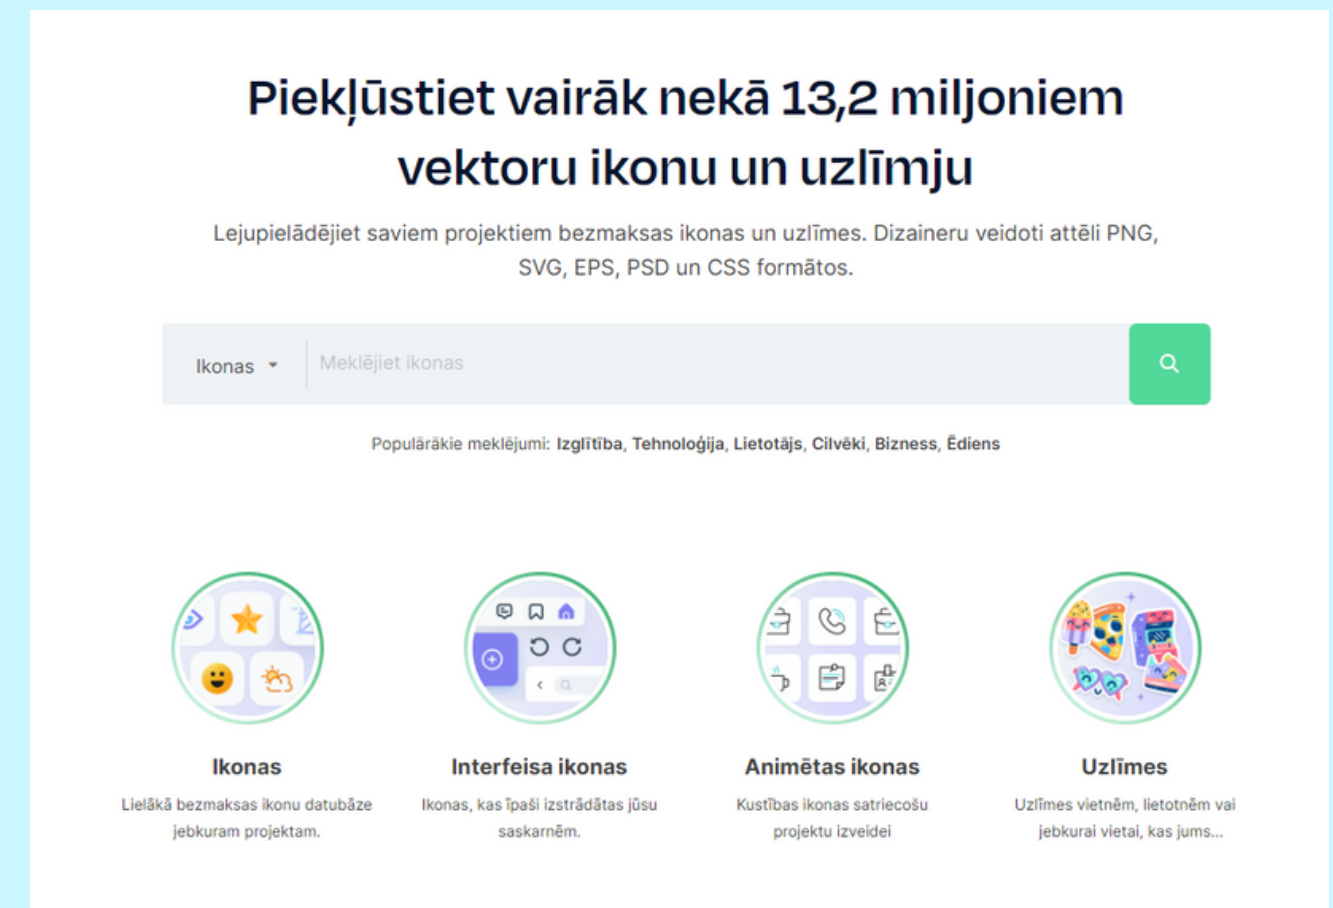 Piekļūstiet vairāk nekā 13,2 miljoniem
vektoru ikonu un uzlīmju
Lejupielādējiet saviem projektiem bezmaksas ikonas un uzlīmes. Dizaineru veidoti attēli PNG,
SVG, EPS, PSD un CSS formātos.
Ikonas
Meklējiet ikonas
Populārākie meklējumi: Izglītība, Tehnoloģija, Lietotājs, Cilvēki, Bizness, Ēdiens
Ikonas
Lielākā bezmaksas ikonu datubāze
jebkuram projektam.
Interfeisa ikonas
Ikonas, kas īpaši izstrādātas jūsu
saskarnēm.
Animētas ikonas
Kustības ikonas satriecošu
projektu izveidei
Uzlīmes
Uzlīmes vietnēm, lietotnēm vai
jebkurai vietai, kas jums...